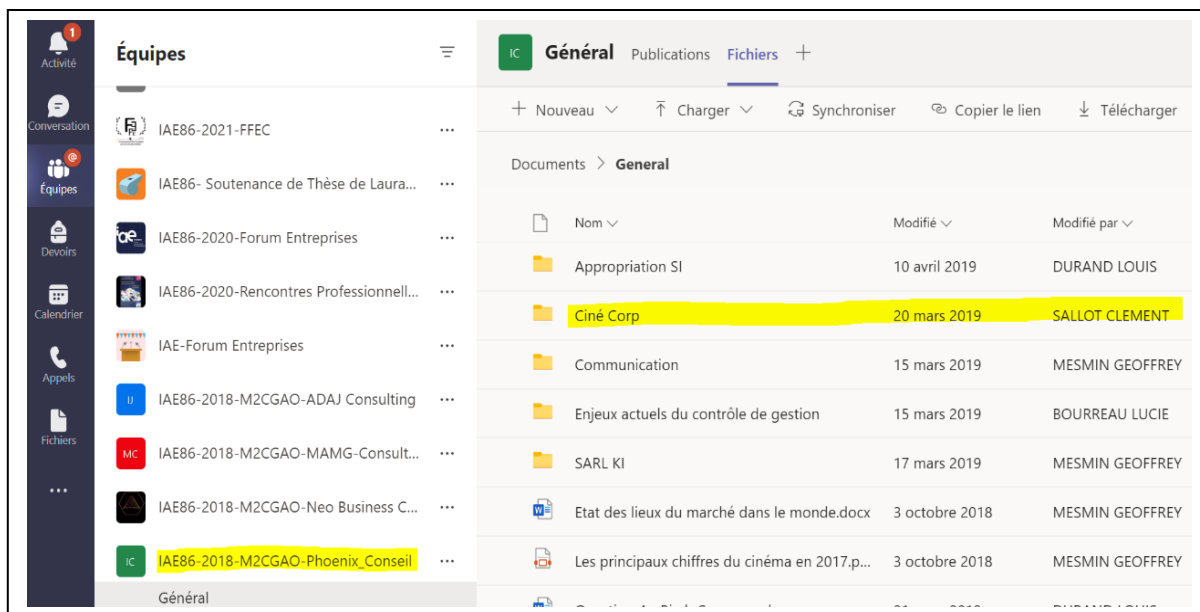 1
Activité
Conversation
@
Équipes
Devoirs
Calendrier
Appels
Fichiers
...
Équipes
IAE86-2021-FFEC ...
IAE86- Soutenance de Thèse de Laura... ...
iae
IAE86-2020-Forum Entreprises ...
IAE86-2020-Rencontres Professionnell... ...
IAE-Forum Entreprises ...
IJ IAE86-2018-M2CGAO-ADAJ Consulting ...
MC IAE86-2018-M2CGAO-MAMG-Consult... ...
IAE86-2018-M2CGAO-Neo Business C... ...
IC IAE86-2018-M2CGAO-Phoenix_Conseil ...
Général
IC Général Publications Fichiers +
+ Nouveau Charger Synchroniser Copier le lien Télécharger
Documents > General
Nom Modifié Modifié par
Appropriation SI 10 avril 2019 DURAND LOUIS
Ciné Corp 20 mars 2019 SALLOT CLEMENT
Communication 15 mars 2019 MESMIN GEOFFREY
Enjeux actuels du contrôle de gestion 15 mars 2019 BOURREAU LUCIE
SARL KI 17 mars 2019 MESMIN GEOFFREY
Etat des lieux du marché dans le monde.docx 3 octobre 2018 MESMIN GEOFFREY
Les principaux chiffres du cinéma en 2017.p... 3 octobre 2018 MESMIN GEOFFREY